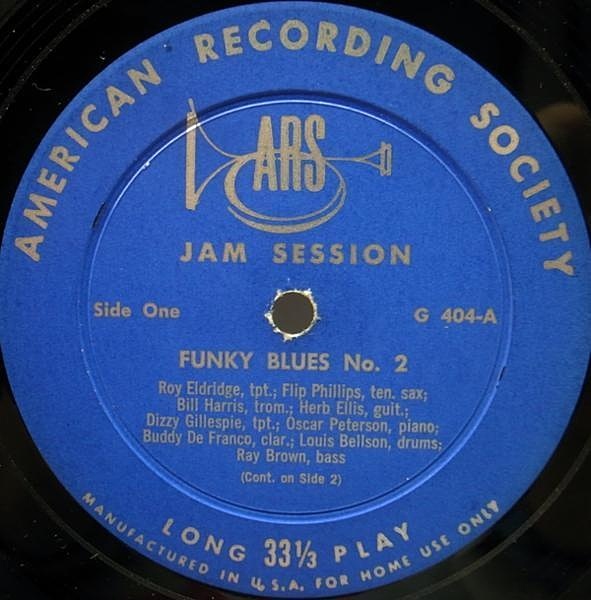 AMERICAN RECORDING SOCIETY
ARS
JAM SESSION
Side One
G 404-A
FUNKY BLUES No. 2
Roy Eldridge, tpt.; Flip Phillips, ten. sax;
Bill Harris, trom.; Herb Ellis, guit.;
Dizzy Gillespie, tpt.; Oscar Peterson, piano;
Buddy De Franco, clar.; Louis Bellson, drums;
Ray Brown, bass
(Cont. on Side 2)
LONG 33⅓ PLAY
MANUFACTURED IN U.S.A. FOR HOME USE ONLY